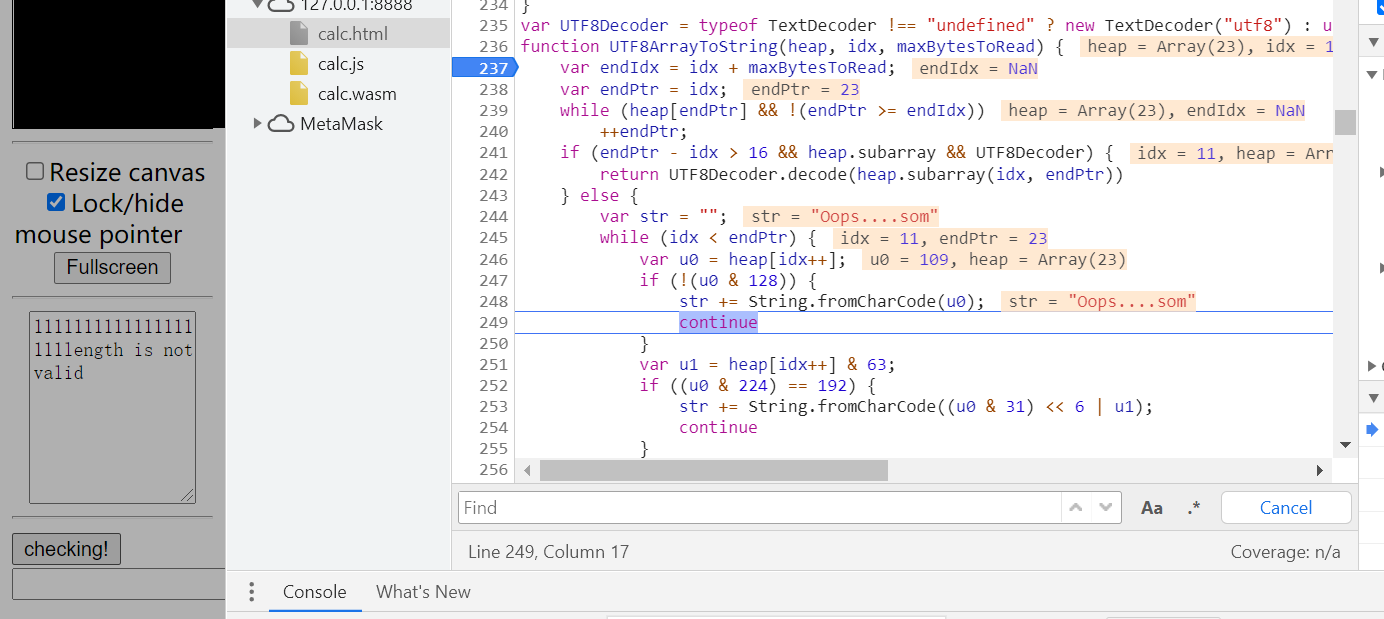 127.0.0.1:8888
calc.html
calc.js
calc.wasm
MetaMask
Resize canvas
Lock/hide
mouse pointer
Fullscreen
length is not
valid
checking!
234 }
235 var UTF8Decoder = typeof TextDecoder !== "undefined" ? new TextDecoder("utf8") : u
236 function UTF8ArrayToString(heap, idx, maxBytesToRead) { heap = Array(23), idx = 1
237 var endIdx = idx + maxBytesToRead; endIdx = NaN
238 var endPtr = idx; endPtr = 23
239 while (heap[endPtr] && !(endPtr >= endIdx)) heap = Array(23), endIdx = NaN
240 ++endPtr;
241 if (endPtr - idx > 16 && heap.subarray && UTF8Decoder) { idx = 11, heap = Arr
242 return UTF8Decoder.decode(heap.subarray(idx, endPtr))
243 } else {
244 var str = ""; str = "Oops....som"
245 while (idx < endPtr) { idx = 11, endPtr = 23
246 var u0 = heap[idx++]; u0 = 109, heap = Array(23)
247 if (!(u0 & 128)) {
248 str += String.fromCharCode(u0); str = "Oops....som"
249 continue
250 }
251 var u1 = heap[idx++] & 63;
252 if ((u0 & 224) == 192) {
253 str += String.fromCharCode((u0 & 31) << 6 | u1);
254 continue
255 }
256
Find
Aa
.*
Cancel
Line 249, Column 17
Coverage: n/a
Console
What's New